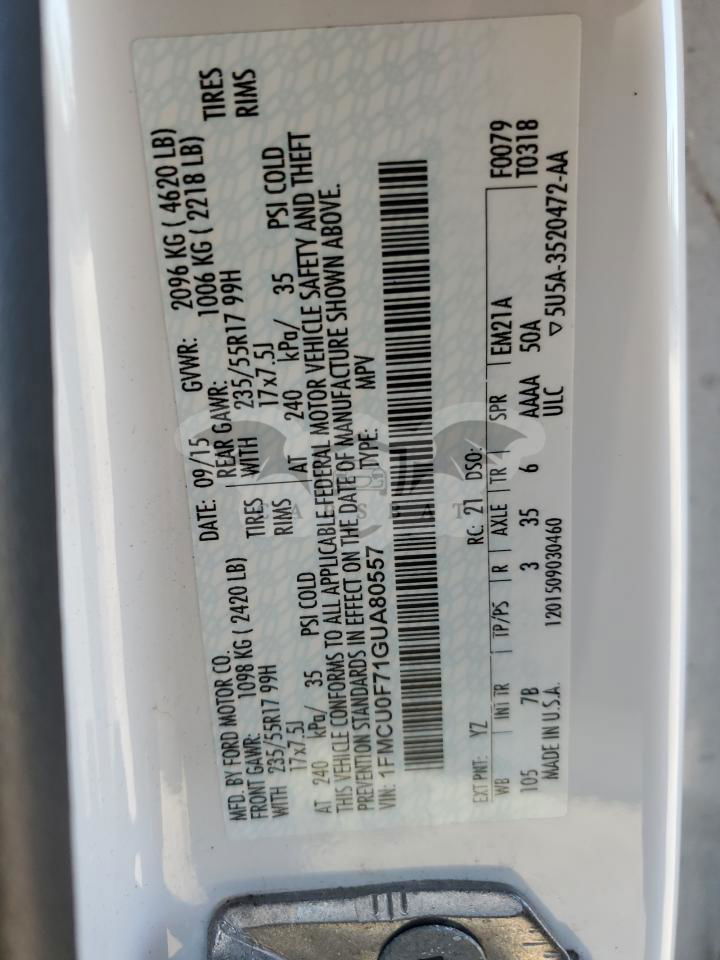 MFD. BY FORD MOTOR CO.
DATE: 09/15 GVWR: 2096 KG ( 4620 LB)
FRONT GAWR: 1098 KG ( 2420 LB) REAR GAWR: 1006 KG ( 2218 LB)
WITH 235/55R17 99H TIRES WITH 235/55R17 99H TIRES
17x7.5J RIMS 17x7.5J RIMS
AT 240 kPa/ 35 PSI COLD AT 240 kPa/ 35 PSI COLD
THIS VEHICLE CONFORMS TO ALL APPLICABLE FEDERAL MOTOR VEHICLE SAFETY AND THEFT
PREVENTION STANDARDS IN EFFECT ON THE DATE OF MANUFACTURE SHOWN ABOVE.
VIN: 1FMCU0F71GUA80557 TYPE: MPV
EXT PNT: YZ RC: 21 DSO: F0079
WB INT TR TP/PS R AXLE TR SPR EM21A T0318
105 7B 3 35 6 AAAA 50A
MADE IN U.S.A. 1201509030460 ULC ▽5U5A-3520472-AA